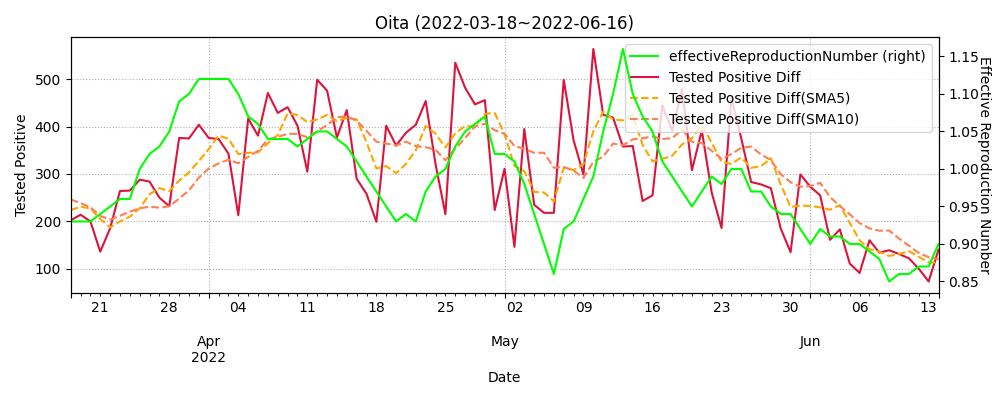 Oita (2022-03-18~2022-06-16)
effectiveReproductionNumber (right)
Tested Positive Diff
Tested Positive Diff(SMA5)
Tested Positive Diff(SMA10)
Tested Positive
500
400
300
200
100
1.15
1.10
1.05
1.00
0.95
0.90
0.85
Effective Reproduction Number
21 28 04 11 18 25 02 09 16 23 30 06 13
Apr May Jun
2022
Date